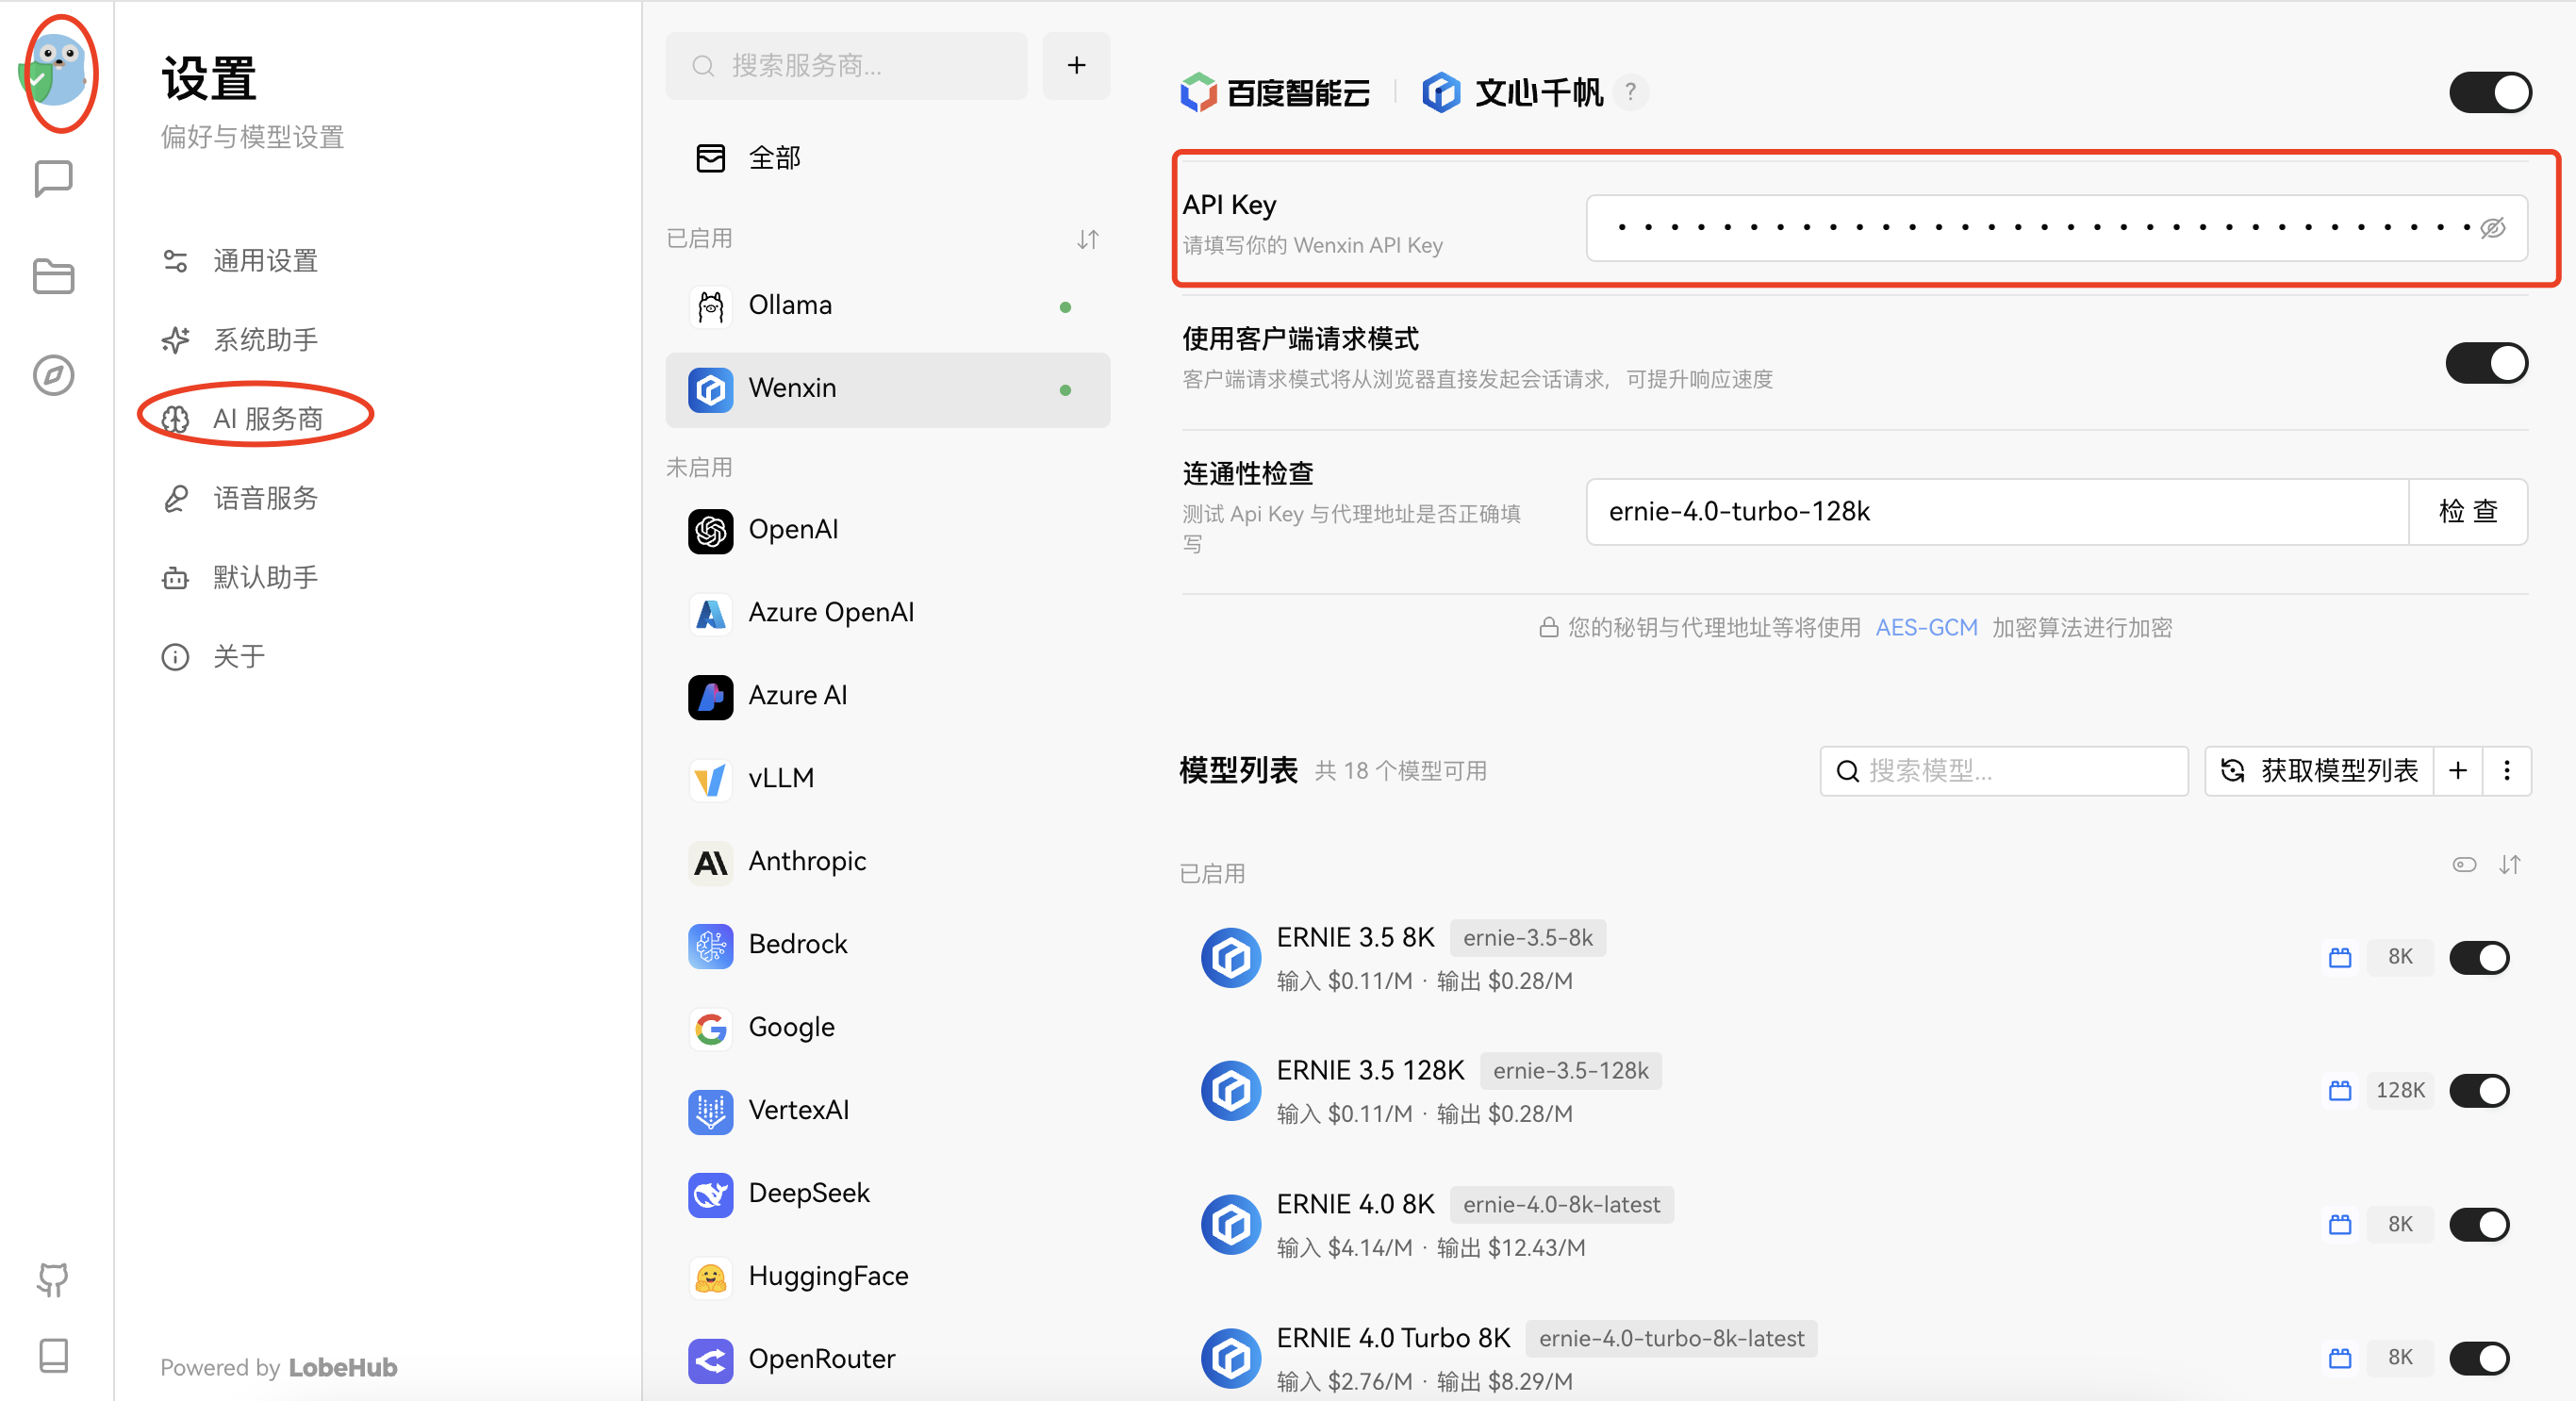 设置
偏好与模型设置
通用设置
系统助手
AI 服务商
语音服务
默认助手
关于
Powered by LobeHub
搜索服务商...
全部
已启用
Ollama
Wenxin
未启用
OpenAI
Azure OpenAI
Azure AI
vLLM
Anthropic
Bedrock
Google
VertexAI
DeepSeek
HuggingFace
OpenRouter
百度智能云 文心千帆 ?
API Key
请填写你的 Wenxin API Key
使用客户端请求模式
客户端请求模式将从浏览器直接发起会话请求，可提升响应速度
连通性检查
测试 Api Key 与代理地址是否正确填
写
ernie-4.0-turbo-128k 检 查
您的秘钥与代理地址等将使用 AES-GCM 加密算法进行加密
模型列表 共 18 个模型可用 搜索模型... 获取模型列表
已启用
ERNIE 3.5 8K ernie-3.5-8k
输入 $0.11/M · 输出 $0.28/M
8K
ERNIE 3.5 128K ernie-3.5-128k
输入 $0.11/M · 输出 $0.28/M
128K
ERNIE 4.0 8K ernie-4.0-8k-latest
输入 $4.14/M · 输出 $12.43/M
8K
ERNIE 4.0 Turbo 8K ernie-4.0-turbo-8k-latest
输入 $2.76/M · 输出 $8.29/M
8K